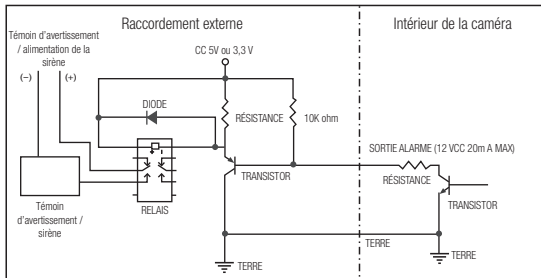 Raccordement externe
Intérieur de la caméra
Témoin d'avertissement
/ alimentation de la
sirène
(–)
(+)
CC 5V ou 3,3 V
DIODE
RÉSISTANCE
10K ohm
SORTIE ALARME (12 VCC 20m A MAX)
RÉSISTANCE
TRANSISTOR
TRANSISTOR
RELAIS
Témoin
d'avertissement /
sirène
TERRE
TERRE
TERRE